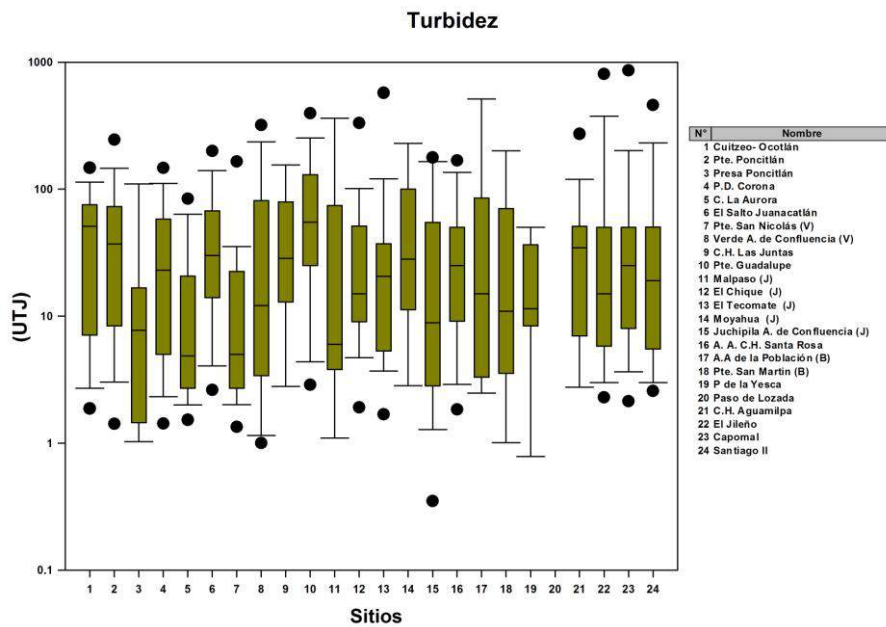 Turbidez
1000
100
10
1
0.1
(UTJ)
1 2 3 4 5 6 7 8 9 10 11 12 13 14 15 16 17 18 19 20 21 22 23 24
Sitios
N° Nombre
1 Cuitzeo- Ocotlán
2 Pte. Poncitlán
3 Presa Poncitlán
4 P.D. Corona
5 C. La Aurora
6 El Salto Juanacatlán
7 Pte. San Nicolás (V)
8 Verde A. de Confluencia (V)
9 C.H. Las Juntas
10 Pte. Guadalupe
11 Malpaso (J)
12 El Chique (J)
13 El Tecomate (J)
14 Moyahua (J)
15 Juchipila A. de Confluencia (J)
16 A. A. C.H. Santa Rosa
17 A.A de la Población (B)
18 Pte. San Martin (B)
19 P de la Yesca
20 Paso de Lozada
21 C.H. Aguamilpa
22 El Jileño
23 Capomal
24 Santiago II